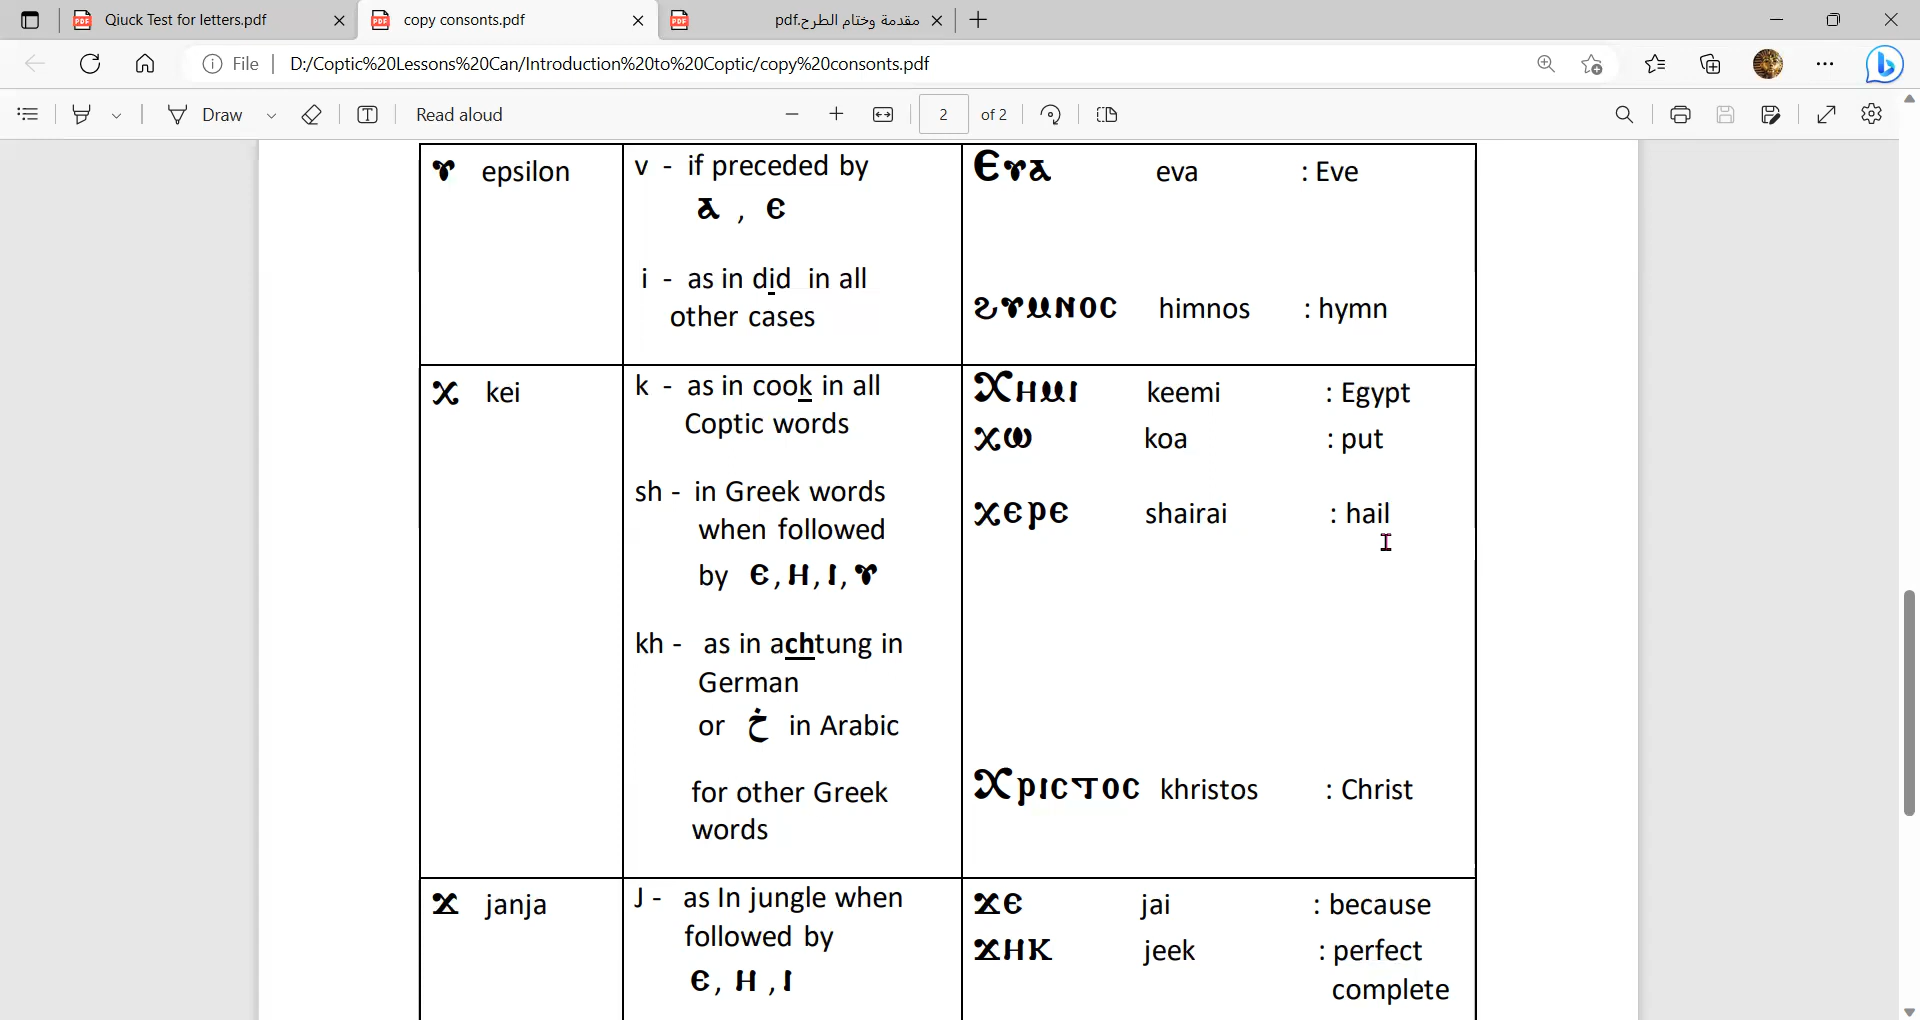 Qiuck Test for letters.pdf
copy consonts.pdf
مقدمة وختام الطرح.pdf
File
D:/Coptic%20Lessons%20Can/Introduction%20to%20Coptic/copy%20consonts.pdf
Draw
Read aloud
2 of 2
ⲩ epsilon
v - if preceded by
ⲁ , ⲉ
i - as in did in all
other cases
Ⲉⲩⲁ eva : Eve
ϩⲩⲙⲛⲟⲥ himnos : hymn
ⲭ kei
k - as in cook in all
Coptic words
sh - in Greek words
when followed
by ⲉ, ⲏ, ⲓ, ⲩ
kh - as in achtung in
German
or خ in Arabic
for other Greek
words
Ⲭⲏⲙⲓ keemi : Egypt
ⲭⲱ koa : put
ⲭⲉⲣⲉ shairai : hail
Ⲭⲣⲓⲥⲧⲟⲥ khristos : Christ
ϫ janja
J - as In jungle when
followed by
ⲉ, ⲏ , ⲓ
ϫⲉ jai : because
ϫⲏⲕ jeek : perfect
complete